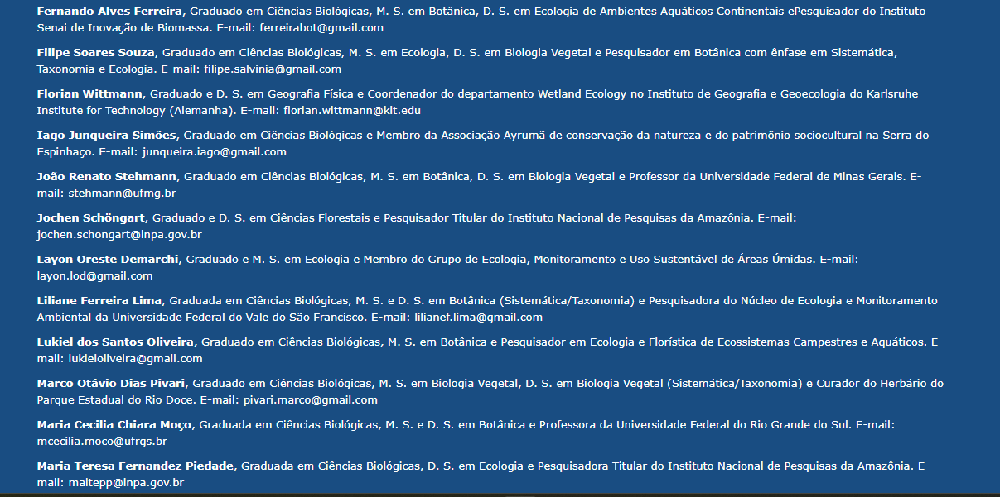 Fernando Alves Ferreira, Graduado em Ciências Biológicas, M. S. em Botânica, D. S. em Ecologia de Ambientes Aquáticos Continentais ePesquisador do Instituto
Senai de Inovação de Biomassa. E-mail: ferreirabot@gmail.com
Filipe Soares Souza, Graduado em Ciências Biológicas, M. S. em Ecologia, D. S. em Biologia Vegetal e Pesquisador em Botânica com ênfase em Sistemática,
Taxonomia e Ecologia. E-mail: filipe.salvinia@gmail.com
Florian Wittmann, Graduado e D. S. em Geografia Física e Coordenador do departamento Wetland Ecology no Instituto de Geografia e Geoecologia do Karlsruhe
Institute for Technology (Alemanha). E-mail: florian.wittmann@kit.edu
Iago Junqueira Simões, Graduado em Ciências Biológicas e Membro da Associação Ayrumã de conservação da natureza e do patrimônio sociocultural na Serra do
Espinhaço. E-mail: junqueira.iago@gmail.com
João Renato Stehmann, Graduado em Ciências Biológicas, M. S. em Botânica, D. S. em Biologia Vegetal e Professor da Universidade Federal de Minas Gerais. E-
mail: stehmann@ufmg.br
Jochen Schöngart, Graduado e D. S. em Ciências Florestais e Pesquisador Titular do Instituto Nacional de Pesquisas da Amazônia. E-mail:
jochen.schongart@inpa.gov.br
Layon Oreste Demarchi, Graduado e M. S. em Ecologia e Membro do Grupo de Ecologia, Monitoramento e Uso Sustentável de Áreas Úmidas. E-mail:
layon.lod@gmail.com
Liliane Ferreira Lima, Graduada em Ciências Biológicas, M. S. e D. S. em Botânica (Sistemática/Taxonomia) e Pesquisadora do Núcleo de Ecologia e Monitoramento
Ambiental da Universidade Federal do Vale do São Francisco. E-mail: lilianef.lima@gmail.com
Lukiel dos Santos Oliveira, Graduado em Ciências Biológicas, M. S. em Botânica e Pesquisador em Ecologia e Florística de Ecossistemas Campestres e Aquáticos. E-
mail: lukieloliveira@gmail.com
Marco Otávio Dias Pivari, Graduado em Ciências Biológicas, M. S. em Biologia Vegetal, D. S. em Biologia Vegetal (Sistemática/Taxonomia) e Curador do Herbário do
Parque Estadual do Rio Doce. E-mail: pivari.marco@gmail.com
Maria Cecilia Chiara Moço, Graduada em Ciências Biológicas, M. S. e D. S. em Botânica e Professora da Universidade Federal do Rio Grande do Sul. E-mail:
mcecilia.moco@ufrgs.br
Maria Teresa Fernandez Piedade, Graduada em Ciências Biológicas, D. S. em Ecologia e Pesquisadora Titular do Instituto Nacional de Pesquisas da Amazônia. E-
mail: maitepp@inpa.gov.br